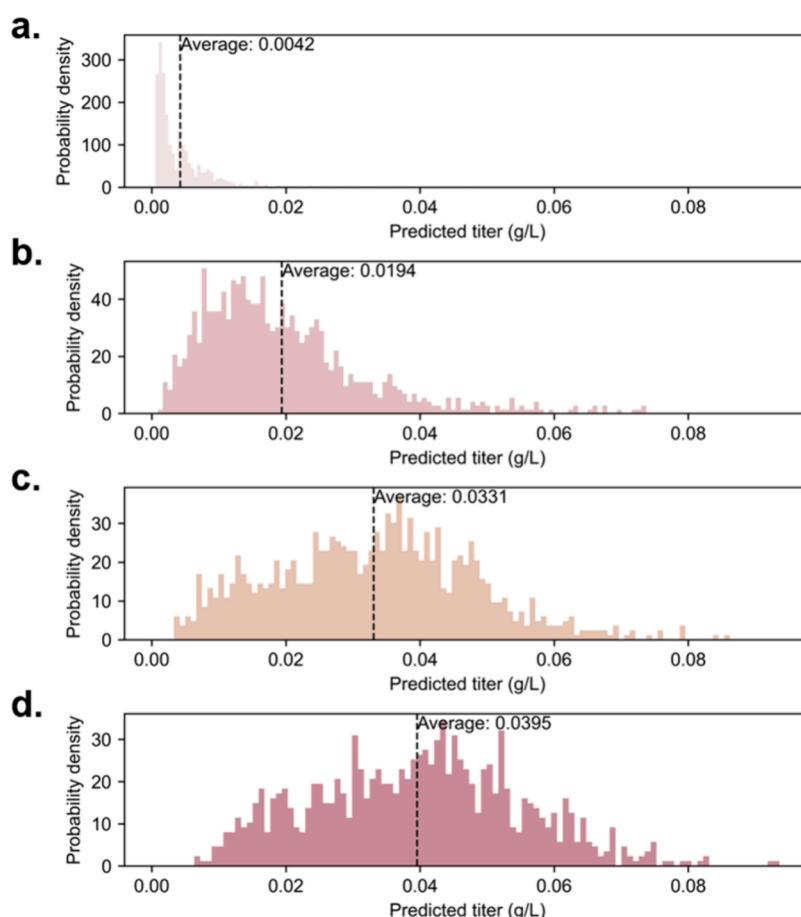 a.
Average: 0.0042
Probability density
300
200
100
0
0.00 0.02 0.04 0.06 0.08
Predicted titer (g/L)
b.
Average: 0.0194
Probability density
40
20
0
0.00 0.02 0.04 0.06 0.08
Predicted titer (g/L)
c.
Average: 0.0331
Probability density
30
20
10
0
0.00 0.02 0.04 0.06 0.08
Predicted titer (g/L)
d.
Average: 0.0395
Probability density
30
20
10
0
0.00 0.02 0.04 0.06 0.08
Predicted titer (g/L)